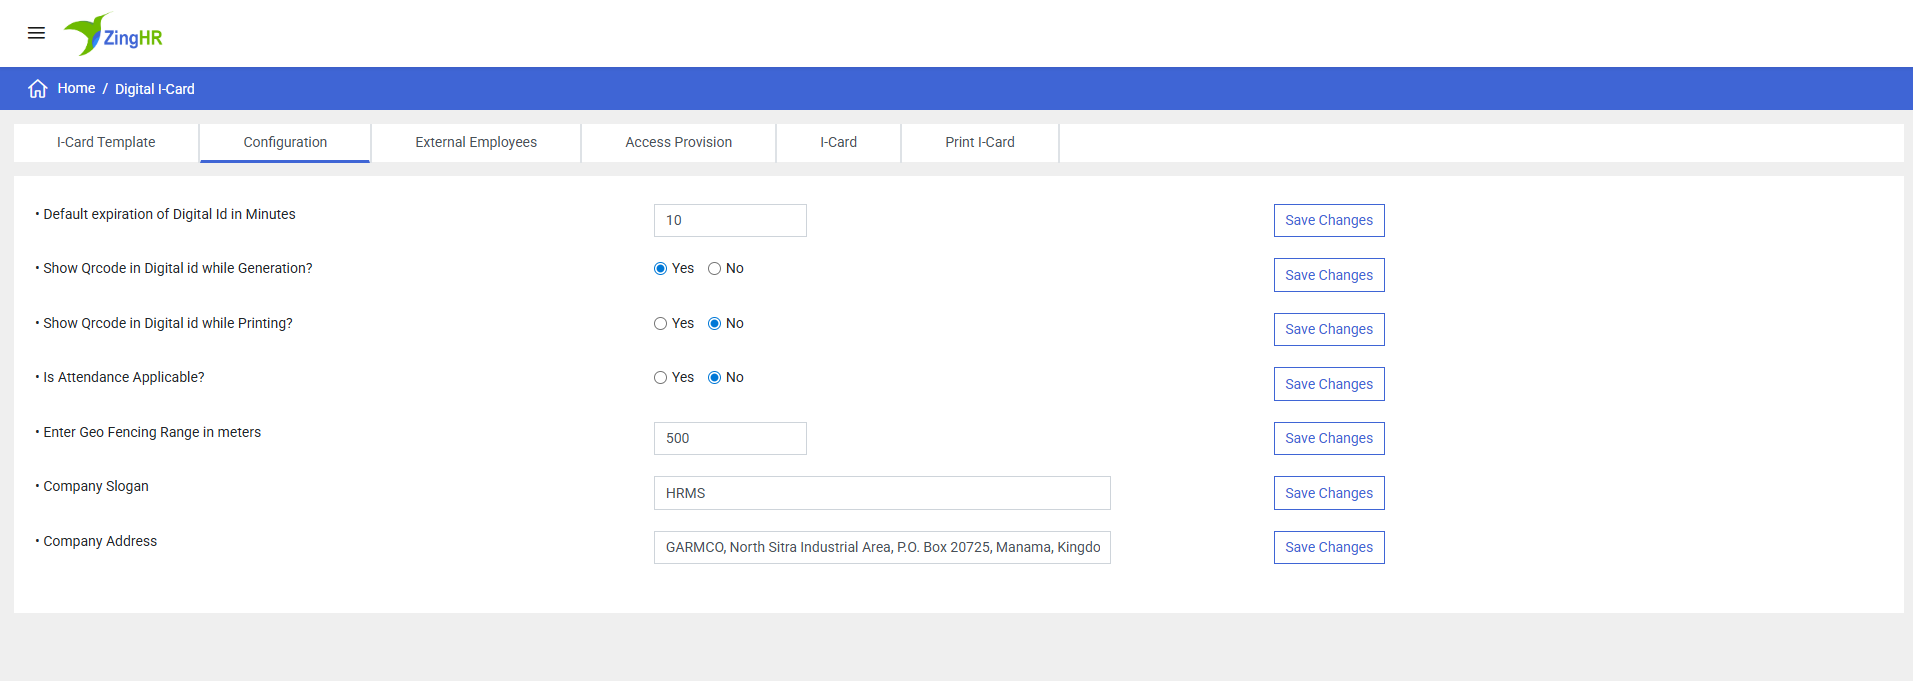 ZingHR
Home / Digital I-Card
I-Card Template Configuration External Employees Access Provision I-Card Print I-Card
• Default expiration of Digital Id in Minutes 10 Save Changes
• Show Qrcode in Digital id while Generation? Yes No Save Changes
• Show Qrcode in Digital id while Printing? Yes No Save Changes
• Is Attendance Applicable? Yes No Save Changes
• Enter Geo Fencing Range in meters 500 Save Changes
• Company Slogan HRMS Save Changes
• Company Address GARMCO, North Sitra Industrial Area, P.O. Box 20725, Manama, Kingdo Save Changes